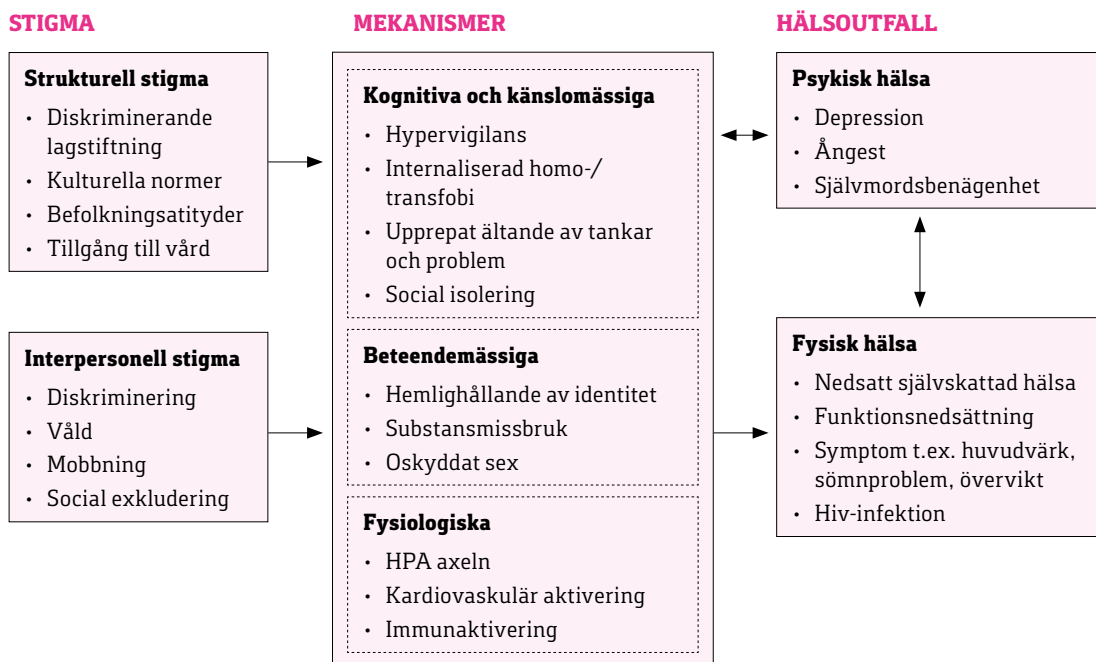 STIGMA
Strukturell stigma
• Diskriminerande
lagstiftning
• Kulturella normer
• Befolkningsatityder
• Tillgång till vård
Interpersonell stigma
• Diskriminering
• Våld
• Mobbning
• Social exkludering
MEKANISMER
Kognitiva och känslomässiga
• Hypervigilans
• Internaliserad homo-/
transfobi
• Upprepat ältande av tankar
och problem
• Social isolering
Beteendemässiga
• Hemlighållande av identitet
• Substansmissbruk
• Oskyddat sex
Fysiologiska
• HPA axeln
• Kardiovaskulär aktivering
• Immunaktivering
HÄLSOUTFALL
Psykisk hälsa
• Depression
• Ångest
• Självmordsbenägenhet
Fysisk hälsa
• Nedsatt självskattad hälsa
• Funktionsnedsättning
• Symptom t.ex. huvudvärk,
sömnproblem, övervikt
• Hiv-infektion